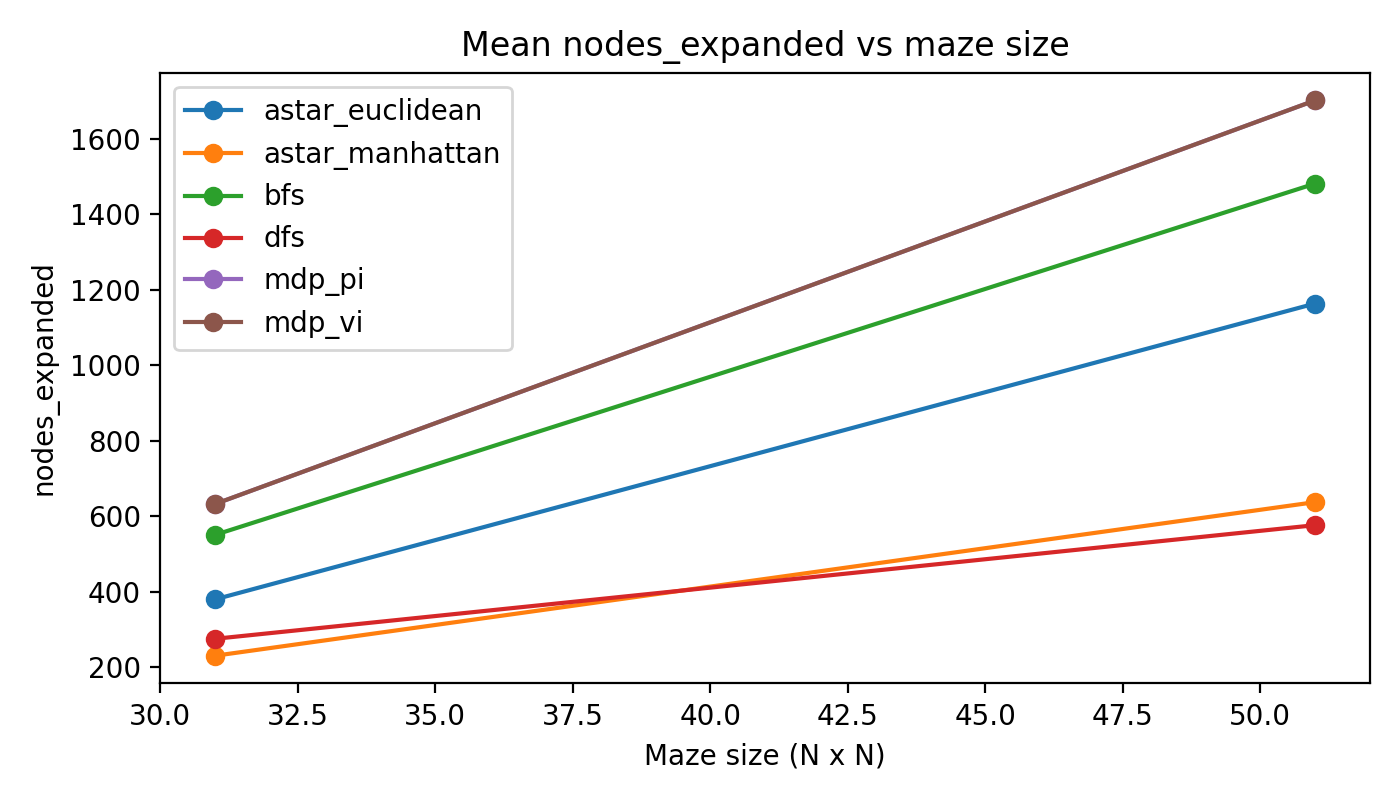 Mean nodes_expanded vs maze size
astar_euclidean
astar_manhattan
bfs
dfs
mdp_pi
mdp_vi
nodes_expanded
1600
1400
1200
1000
800
600
400
200
30.0 32.5 35.0 37.5 40.0 42.5 45.0 47.5 50.0
Maze size (N x N)